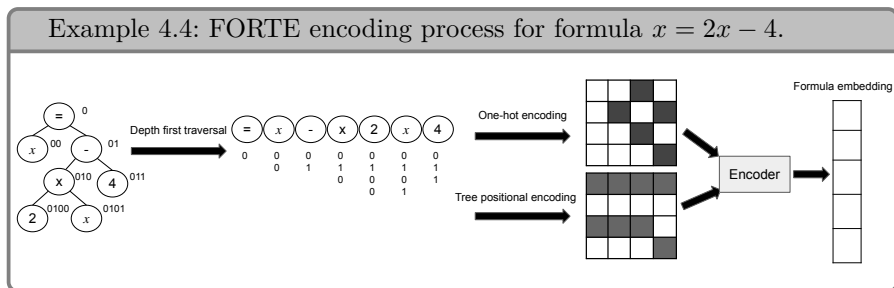 Example 4.4: FORTE encoding process for formula x = 2x − 4.
Formula embedding
One-hot encoding
= 0
Depth first traversal
= x - x 2 x 4
x 00 - 01
0 0 0 0 0 0 0
0 1 1 1 1 1
0 0 0 1
0 1
x 010 4 011
Encoder
Tree positional encoding
2 0100 x 0101